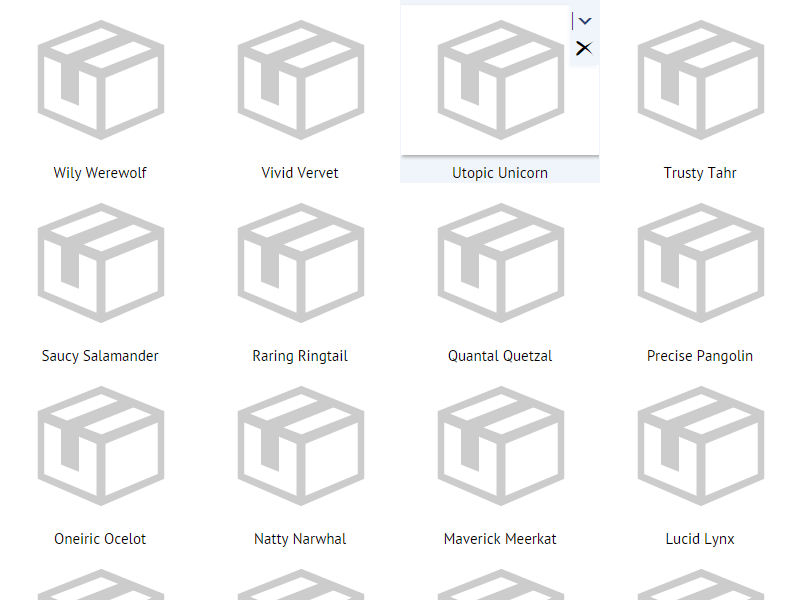 Wily Werewolf
Vivid Vervet
Utopic Unicorn
Trusty Tahr
Saucy Salamander
Raring Ringtail
Quantal Quetzal
Precise Pangolin
Oneiric Ocelot
Natty Narwhal
Maverick Meerkat
Lucid Lynx